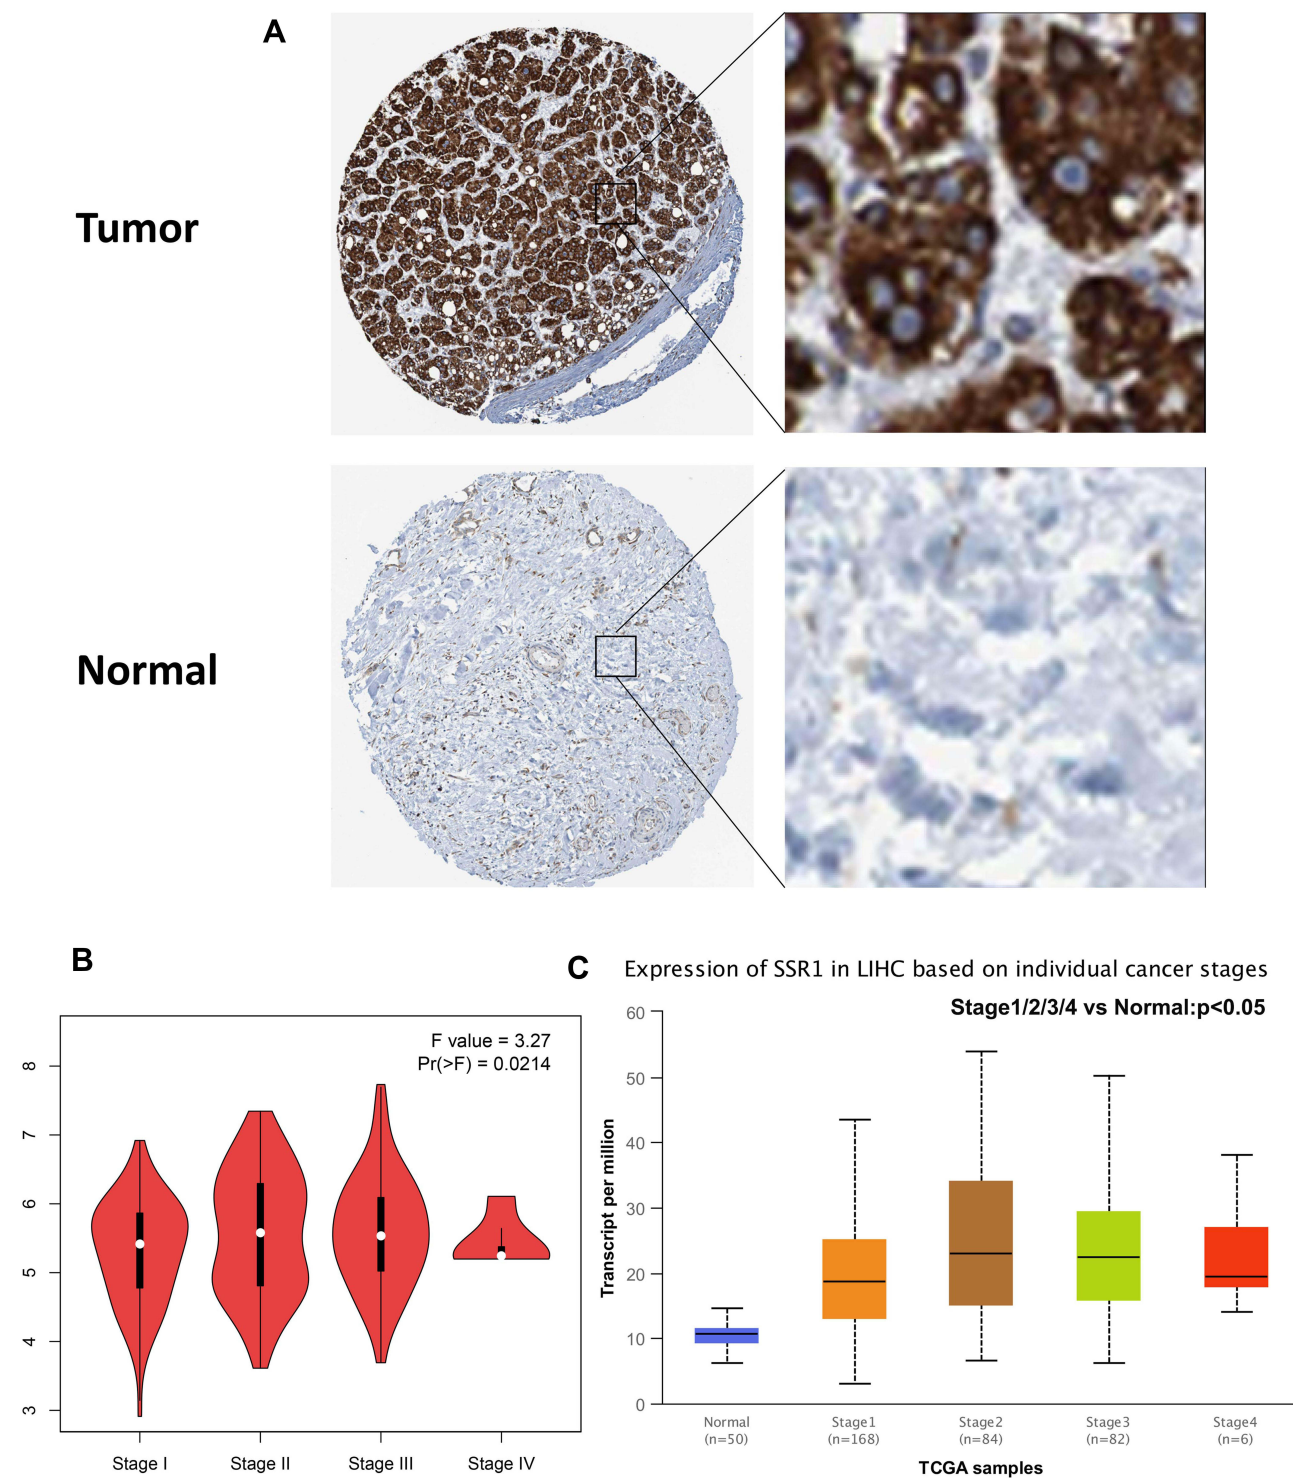 A
Tumor
Normal
B
F value = 3.27
Pr(>F) = 0.0214
8
7
6
5
4
3
Stage I Stage II Stage III Stage IV
C
Expression of SSR1 in LIHC based on individual cancer stages
Stage1/2/3/4 vs Normal:p<0.05
Transcript per million
60
50
40
30
20
10
0
Normal Stage1 Stage2 Stage3 Stage4
(n=50) (n=168) (n=84) (n=82) (n=6)
TCGA samples